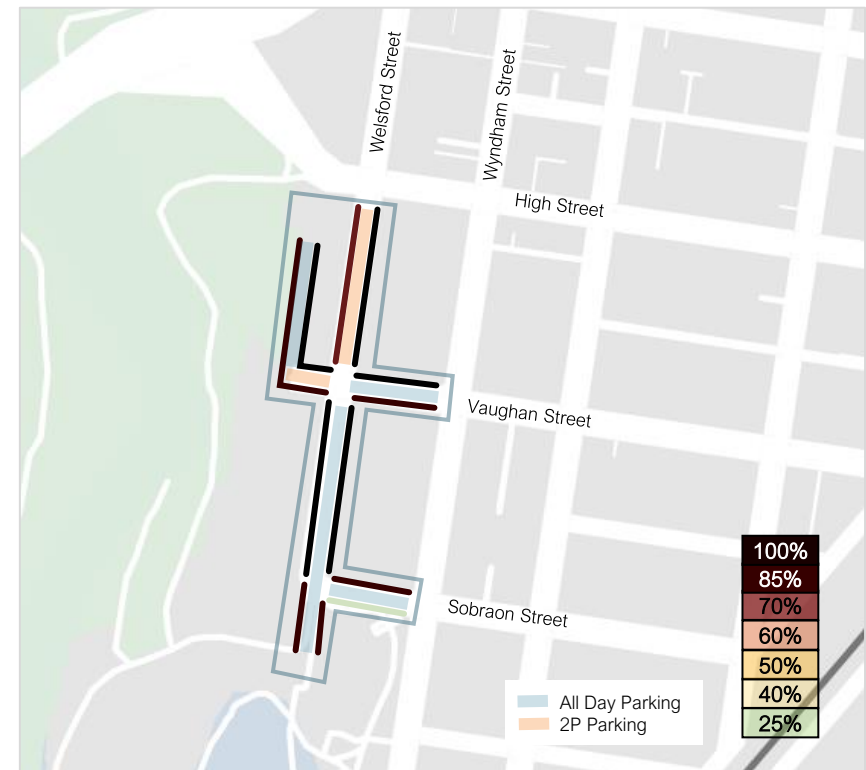 Welsford Street
Wyndham Street
High Street
Vaughan Street
Sobraon Street
100%
85%
70%
60%
50%
40%
25%
All Day Parking
2P Parking